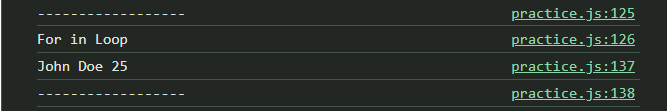 ------------------ practice.js:125
For in Loop practice.js:126
John Doe 25 practice.js:137
------------------ practice.js:138